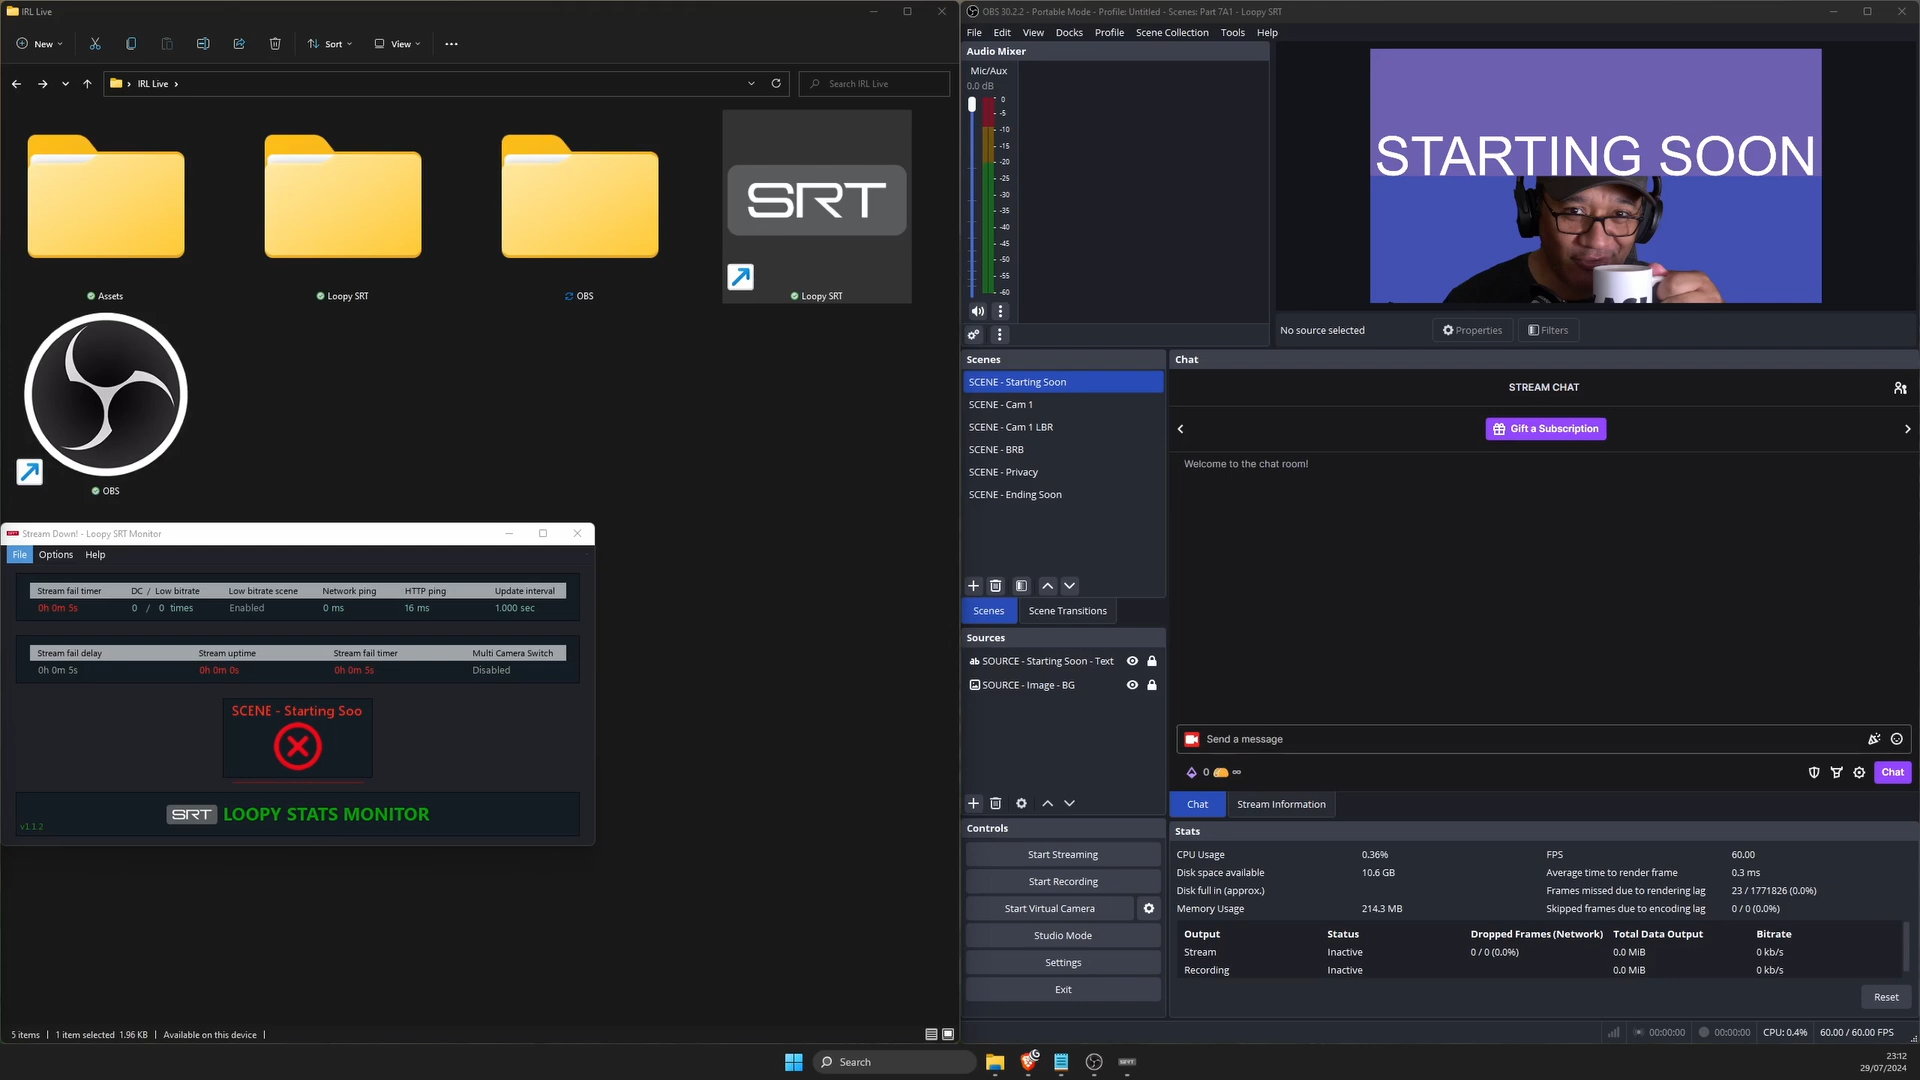 IRL Live
New
Sort
View
IRL Live
Search IRL Live
SRT
Assets
Loopy SRT
OBS
Loopy SRT
OBS
Stream Down! - Loopy SRT Monitor
File Options Help
Stream fail timer DC / Low bitrate Low bitrate scene Network ping HTTP ping Update interval
0h 0m 5s 0 / 0 times Enabled 0 ms 16 ms 1.000 sec
Stream fail delay Stream uptime Stream fail timer Multi Camera Switch
0h 0m 5s 0h 0m 0s 0h 0m 5s Disabled
SCENE - Starting Soo
SRT LOOPY STATS MONITOR
v1.1.2
5 items 1 item selected 1.96 KB Available on this device
OBS 30.2.2 - Portable Mode - Profile: Untitled - Scenes: Part 7A1 - Loopy SRT
File Edit View Docks Profile Scene Collection Tools Help
Audio Mixer
Mic/Aux
0.0 dB
0
-5
-10
-15
-20
-25
-30
-35
-40
-45
-50
-55
-60
STARTING SOON
No source selected
Properties
Filters
Scenes
SCENE - Starting Soon
SCENE - Cam 1
SCENE - Cam 1 LBR
SCENE - BRB
SCENE - Privacy
SCENE - Ending Soon
Scenes
Scene Transitions
Sources
ab SOURCE - Starting Soon - Text
SOURCE - Image - BG
Controls
Start Streaming
Start Recording
Start Virtual Camera
Studio Mode
Settings
Exit
Chat
STREAM CHAT
Gift a Subscription
Welcome to the chat room!
Send a message
0
∞
Chat
Chat
Stream Information
Stats
CPU Usage 0.36% FPS 60.00
Disk space available 10.6 GB Average time to render frame 0.3 ms
Disk full in (approx.) Frames missed due to rendering lag 23 / 1771826 (0.0%)
Memory Usage 214.3 MB Skipped frames due to encoding lag 0 / 0 (0.0%)
Output Status Dropped Frames (Network) Total Data Output Bitrate
Stream Inactive 0 / 0 (0.0%) 0.0 MiB 0 kb/s
Recording Inactive 0.0 MiB 0 kb/s
Reset
00:00:00 00:00:00 CPU: 0.4% 60.00 / 60.00 FPS
Search
23:12
29/07/2024